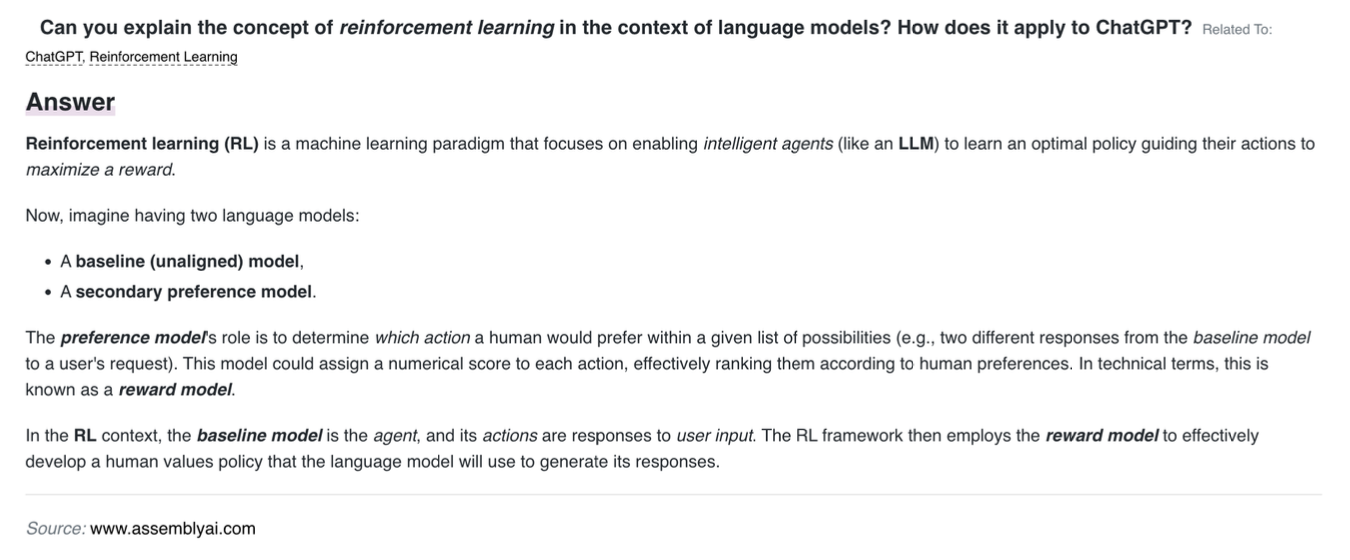 Can you explain the concept of reinforcement learning in the context of language models? How does it apply to ChatGPT? Related To:
ChatGPT, Reinforcement Learning
Answer
Reinforcement learning (RL) is a machine learning paradigm that focuses on enabling intelligent agents (like an LLM) to learn an optimal policy guiding their actions to
maximize a reward.
Now, imagine having two language models:
• A baseline (unaligned) model,
• A secondary preference model.
The preference model's role is to determine which action a human would prefer within a given list of possibilities (e.g., two different responses from the baseline model
to a user's request). This model could assign a numerical score to each action, effectively ranking them according to human preferences. In technical terms, this is
known as a reward model.
In the RL context, the baseline model is the agent, and its actions are responses to user input. The RL framework then employs the reward model to effectively
develop a human values policy that the language model will use to generate its responses.
Source: www.assemblyai.com